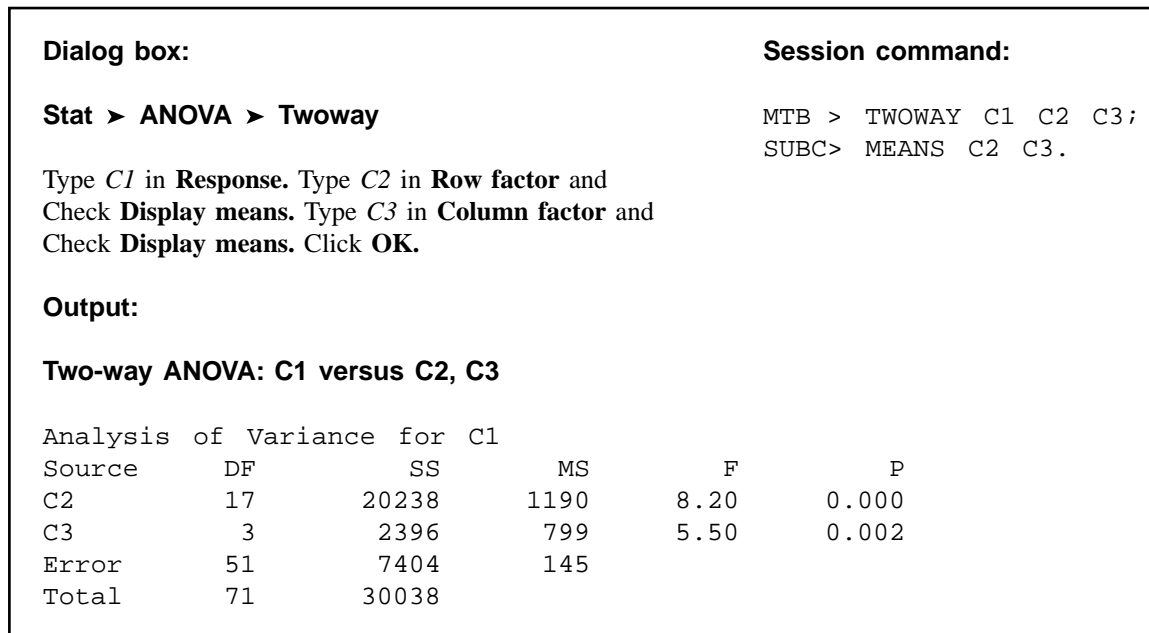 Dialog box:
Session command:
Stat ➤ ANOVA ➤ Twoway
MTB > TWOWAY C1 C2 C3;
SUBC> MEANS C2 C3.
Type C1 in Response. Type C2 in Row factor and
Check Display means. Type C3 in Column factor and
Check Display means. Click OK.
Output:
Two-way ANOVA: C1 versus C2, C3
Analysis of Variance for C1
Source DF SS MS F P
C2 17 20238 1190 8.20 0.000
C3 3 2396 799 5.50 0.002
Error 51 7404 145
Total 71 30038